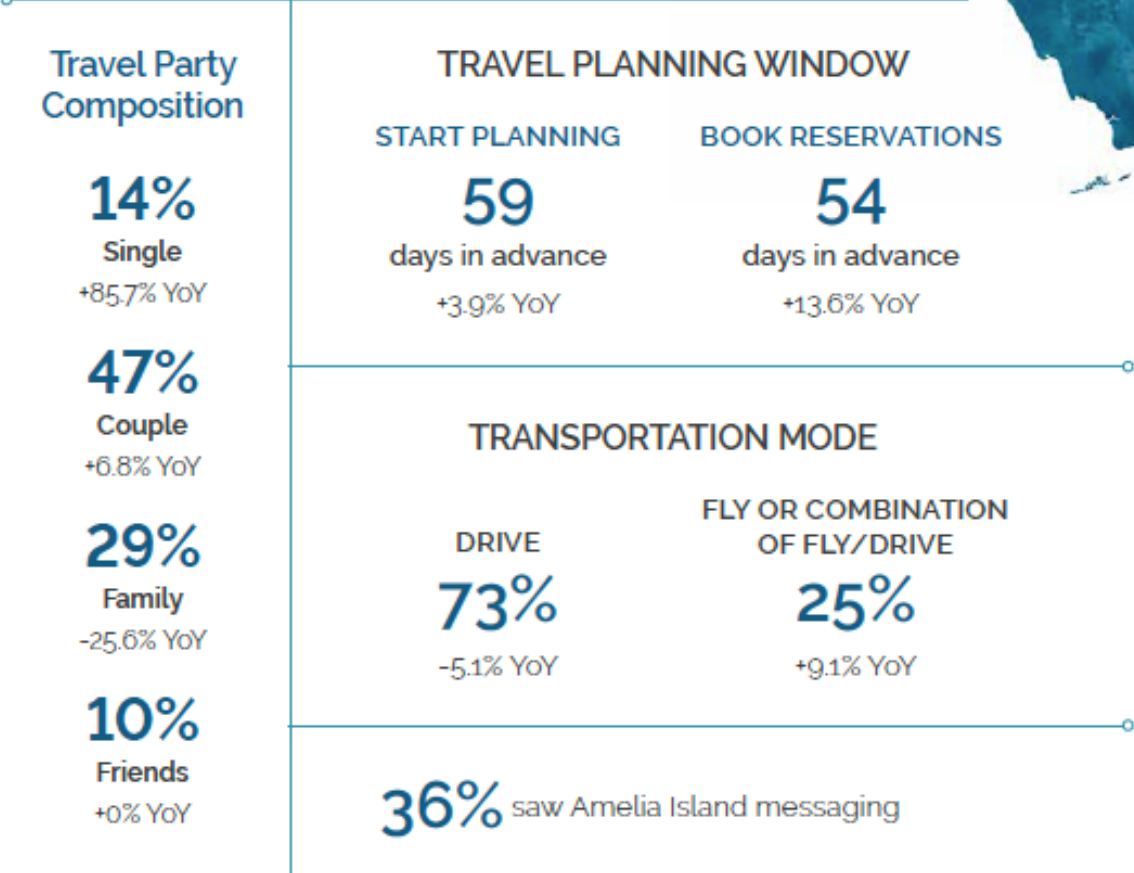 Travel Party
Composition
14%
Single
+85.7% YoY
47%
Couple
+6.8% YoY
29%
Family
-25.6% YoY
10%
Friends
+0% YoY
TRAVEL PLANNING WINDOW
START PLANNING
59
days in advance
+3.9% YoY
BOOK RESERVATIONS
54
days in advance
+13.6% YoY
TRANSPORTATION MODE
DRIVE
73%
-5.1% YoY
FLY OR COMBINATION
OF FLY/DRIVE
25%
+9.1% YoY
36% saw Amelia Island messaging